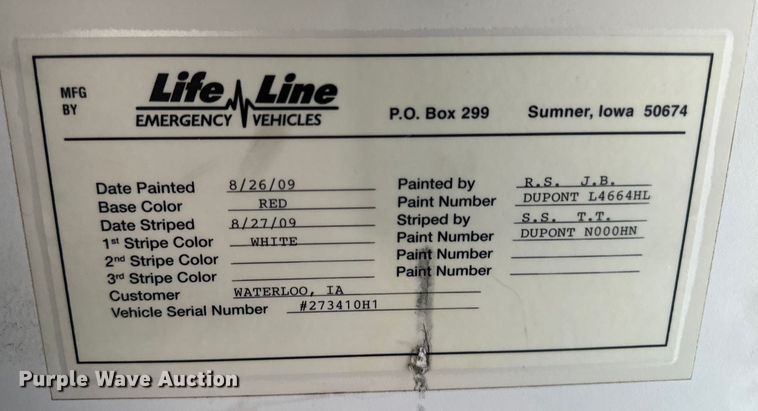 MFG BY
Life Line
EMERGENCY VEHICLES
P.O. Box 299 Sumner, Iowa 50674
Date Painted 8/26/09 Painted by R.S. J.B.
Base Color RED Paint Number DUPONT L4664HL
Date Striped 8/27/09 Striped by S.S. T.T.
1st Stripe Color WHITE Paint Number DUPONT N000HN
2nd Stripe Color Paint Number
3rd Stripe Color Paint Number
Customer WATERLOO, IA
Vehicle Serial Number #273410H1
Purple Wave Auction